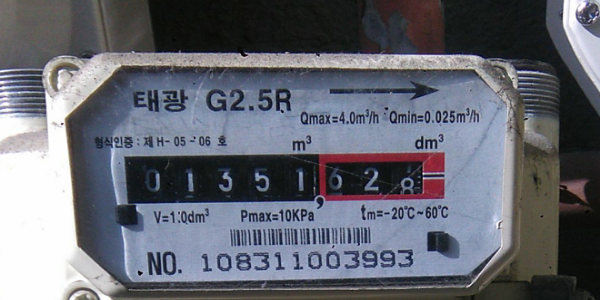 태광 G2.5R
Qmax=4.0m³/h Qmin=0.025m³/h
형식인증 : 제 H-05-06 호
m³ dm³
01351,628
V=1.0dm³ Pmax=10KPa tm=-20℃~60℃
NO. 108311003993